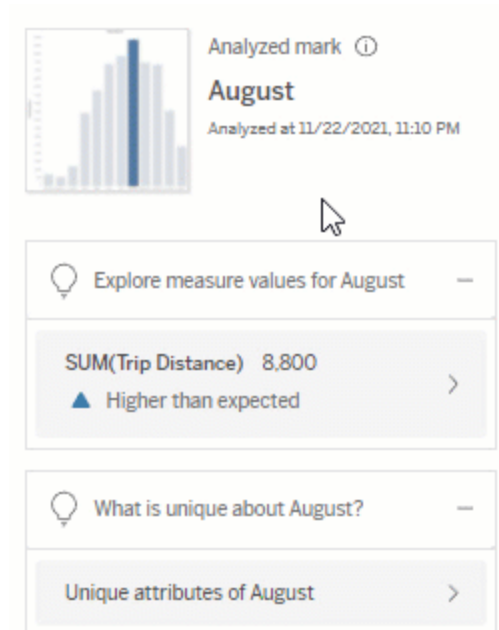 Analyzed mark
August
Analyzed at 11/22/2021, 11:10 PM
Explore measure values for August
SUM(Trip Distance) 8,800
Higher than expected
What is unique about August?
Unique attributes of August